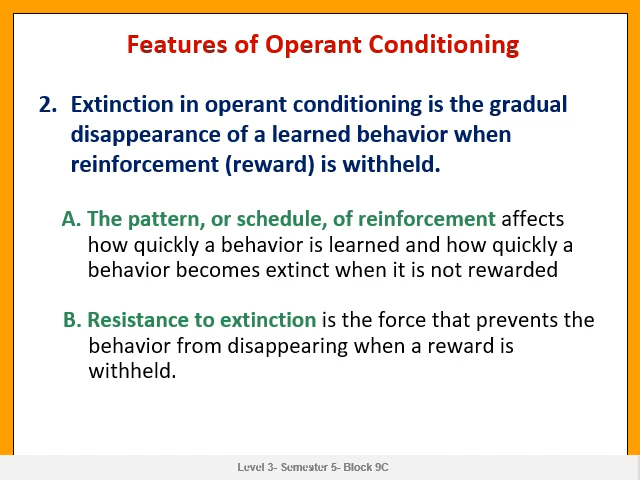 Features of Operant Conditioning
2. Extinction in operant conditioning is the gradual
disappearance of a learned behavior when
reinforcement (reward) is withheld.
A. The pattern, or schedule, of reinforcement affects
how quickly a behavior is learned and how quickly a
behavior becomes extinct when it is not rewarded
B. Resistance to extinction is the force that prevents the
behavior from disappearing when a reward is
withheld.
Level 3- Semester 5- Block 9C